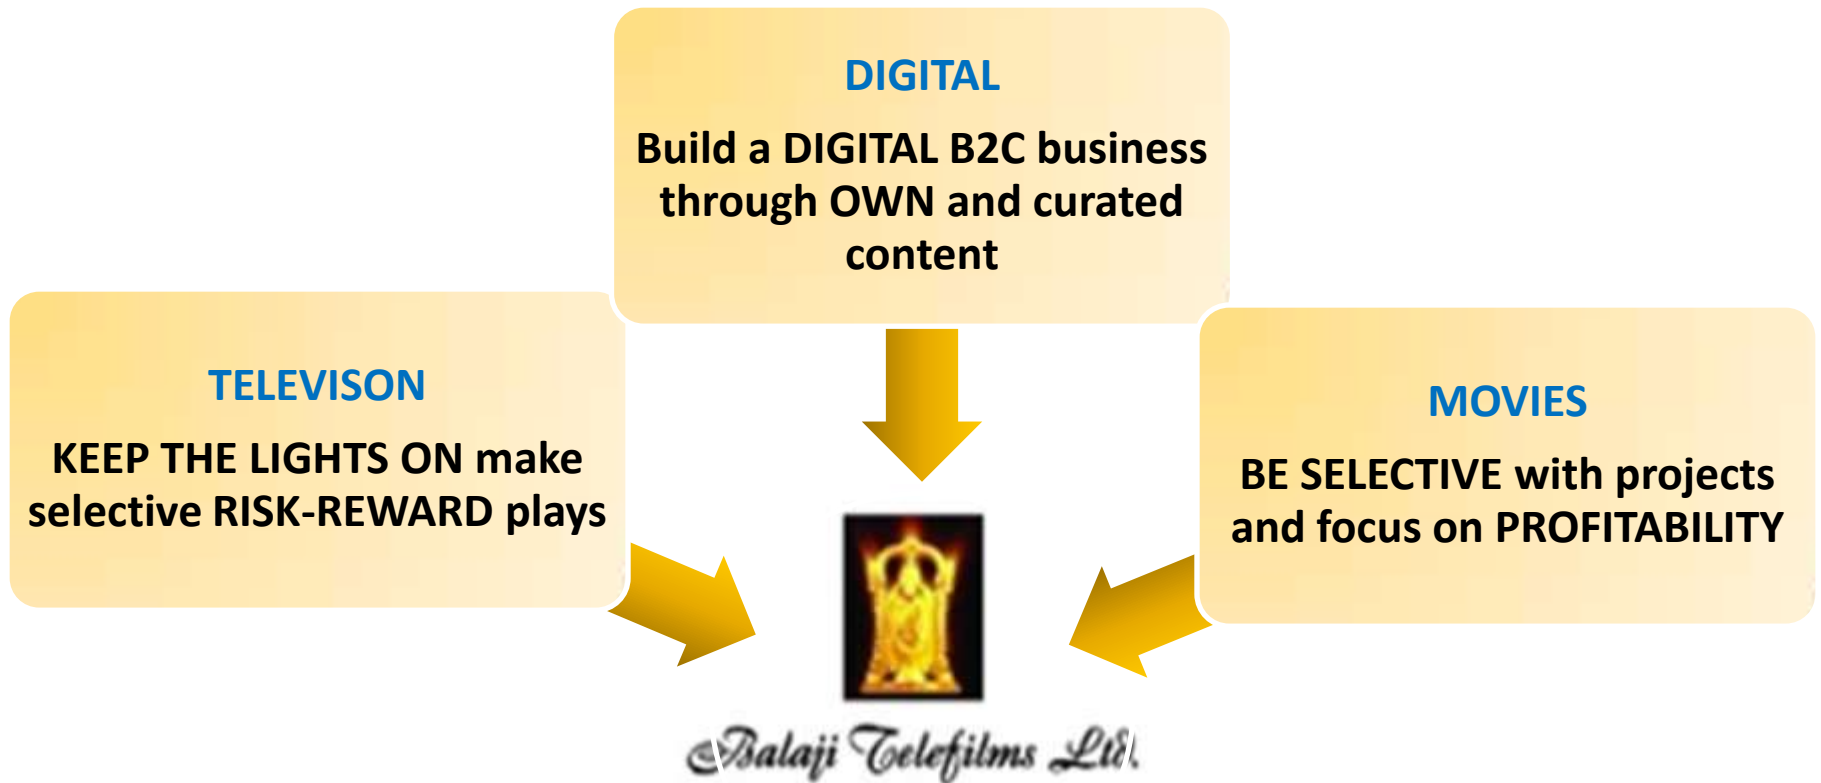 DIGITAL
Build a DIGITAL B2C business
through OWN and curated
content
TELEVISON
KEEP THE LIGHTS ON make
selective RISK-REWARD plays
MOVIES
BE SELECTIVE with projects
and focus on PROFITABILITY
Balaji Telefilms Ltd.